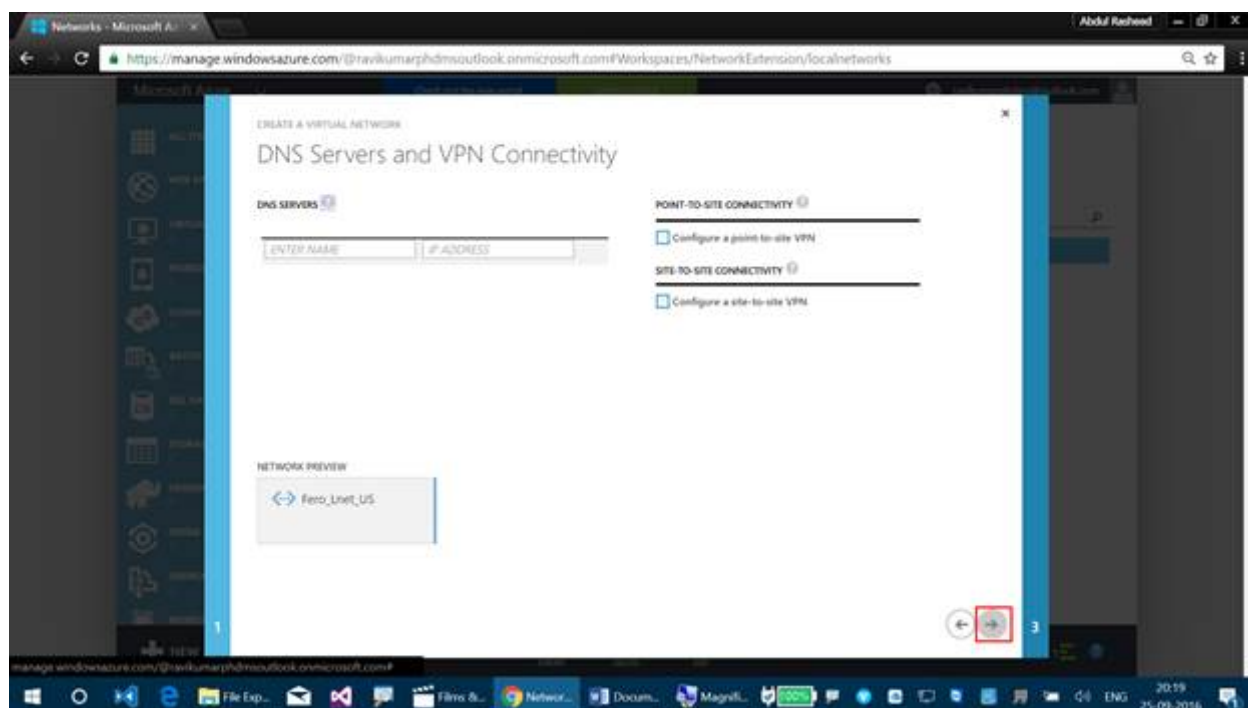 Networks - Microsoft A
Abdul Rasheed
https://manage.windowsazure.com/@ravikumarphdmsoutlook.onmicrosoft.com#Workspaces/NetworkExtension/localnetworks
Microsoft Azure
CREATE A VIRTUAL NETWORK
DNS Servers and VPN Connectivity
DNS SERVERS
ENTER NAME
IP ADDRESS
POINT-TO-SITE CONNECTIVITY
Configure a point-to-site VPN
SITE-TO-SITE CONNECTIVITY
Configure a site-to-site VPN
NETWORK PREVIEW
Fero_Lnet_US
1
3
NEW
manage.windowsazure.com/@ravikumarphdmsoutlook.onmicrosoft.com#
File Exp...
Films &...
Networ...
Docum...
Magnifi...
100%
ENG
20:19
25-09-2016